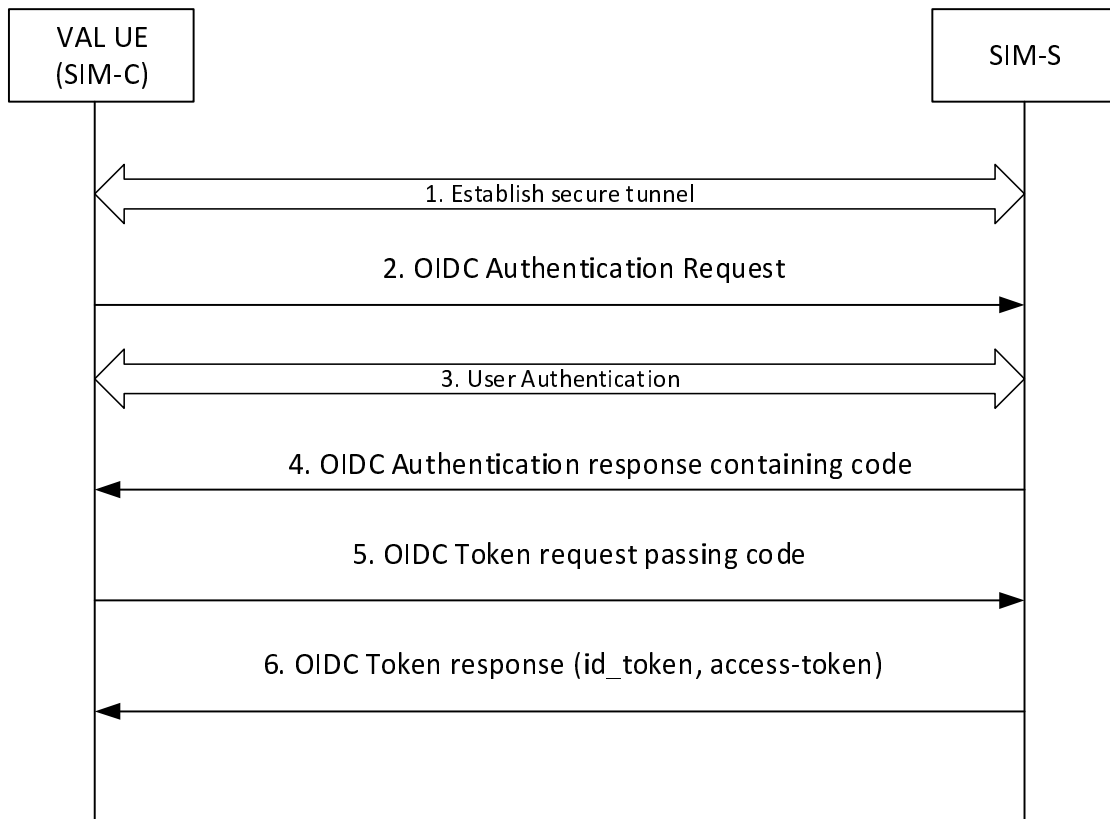 VAL UE
(SIM-C)
SIM-S
1. Establish secure tunnel
2. OIDC Authentication Request
3. User Authentication
4. OIDC Authentication response containing code
5. OIDC Token request passing code
6. OIDC Token response (id_token, access-token)